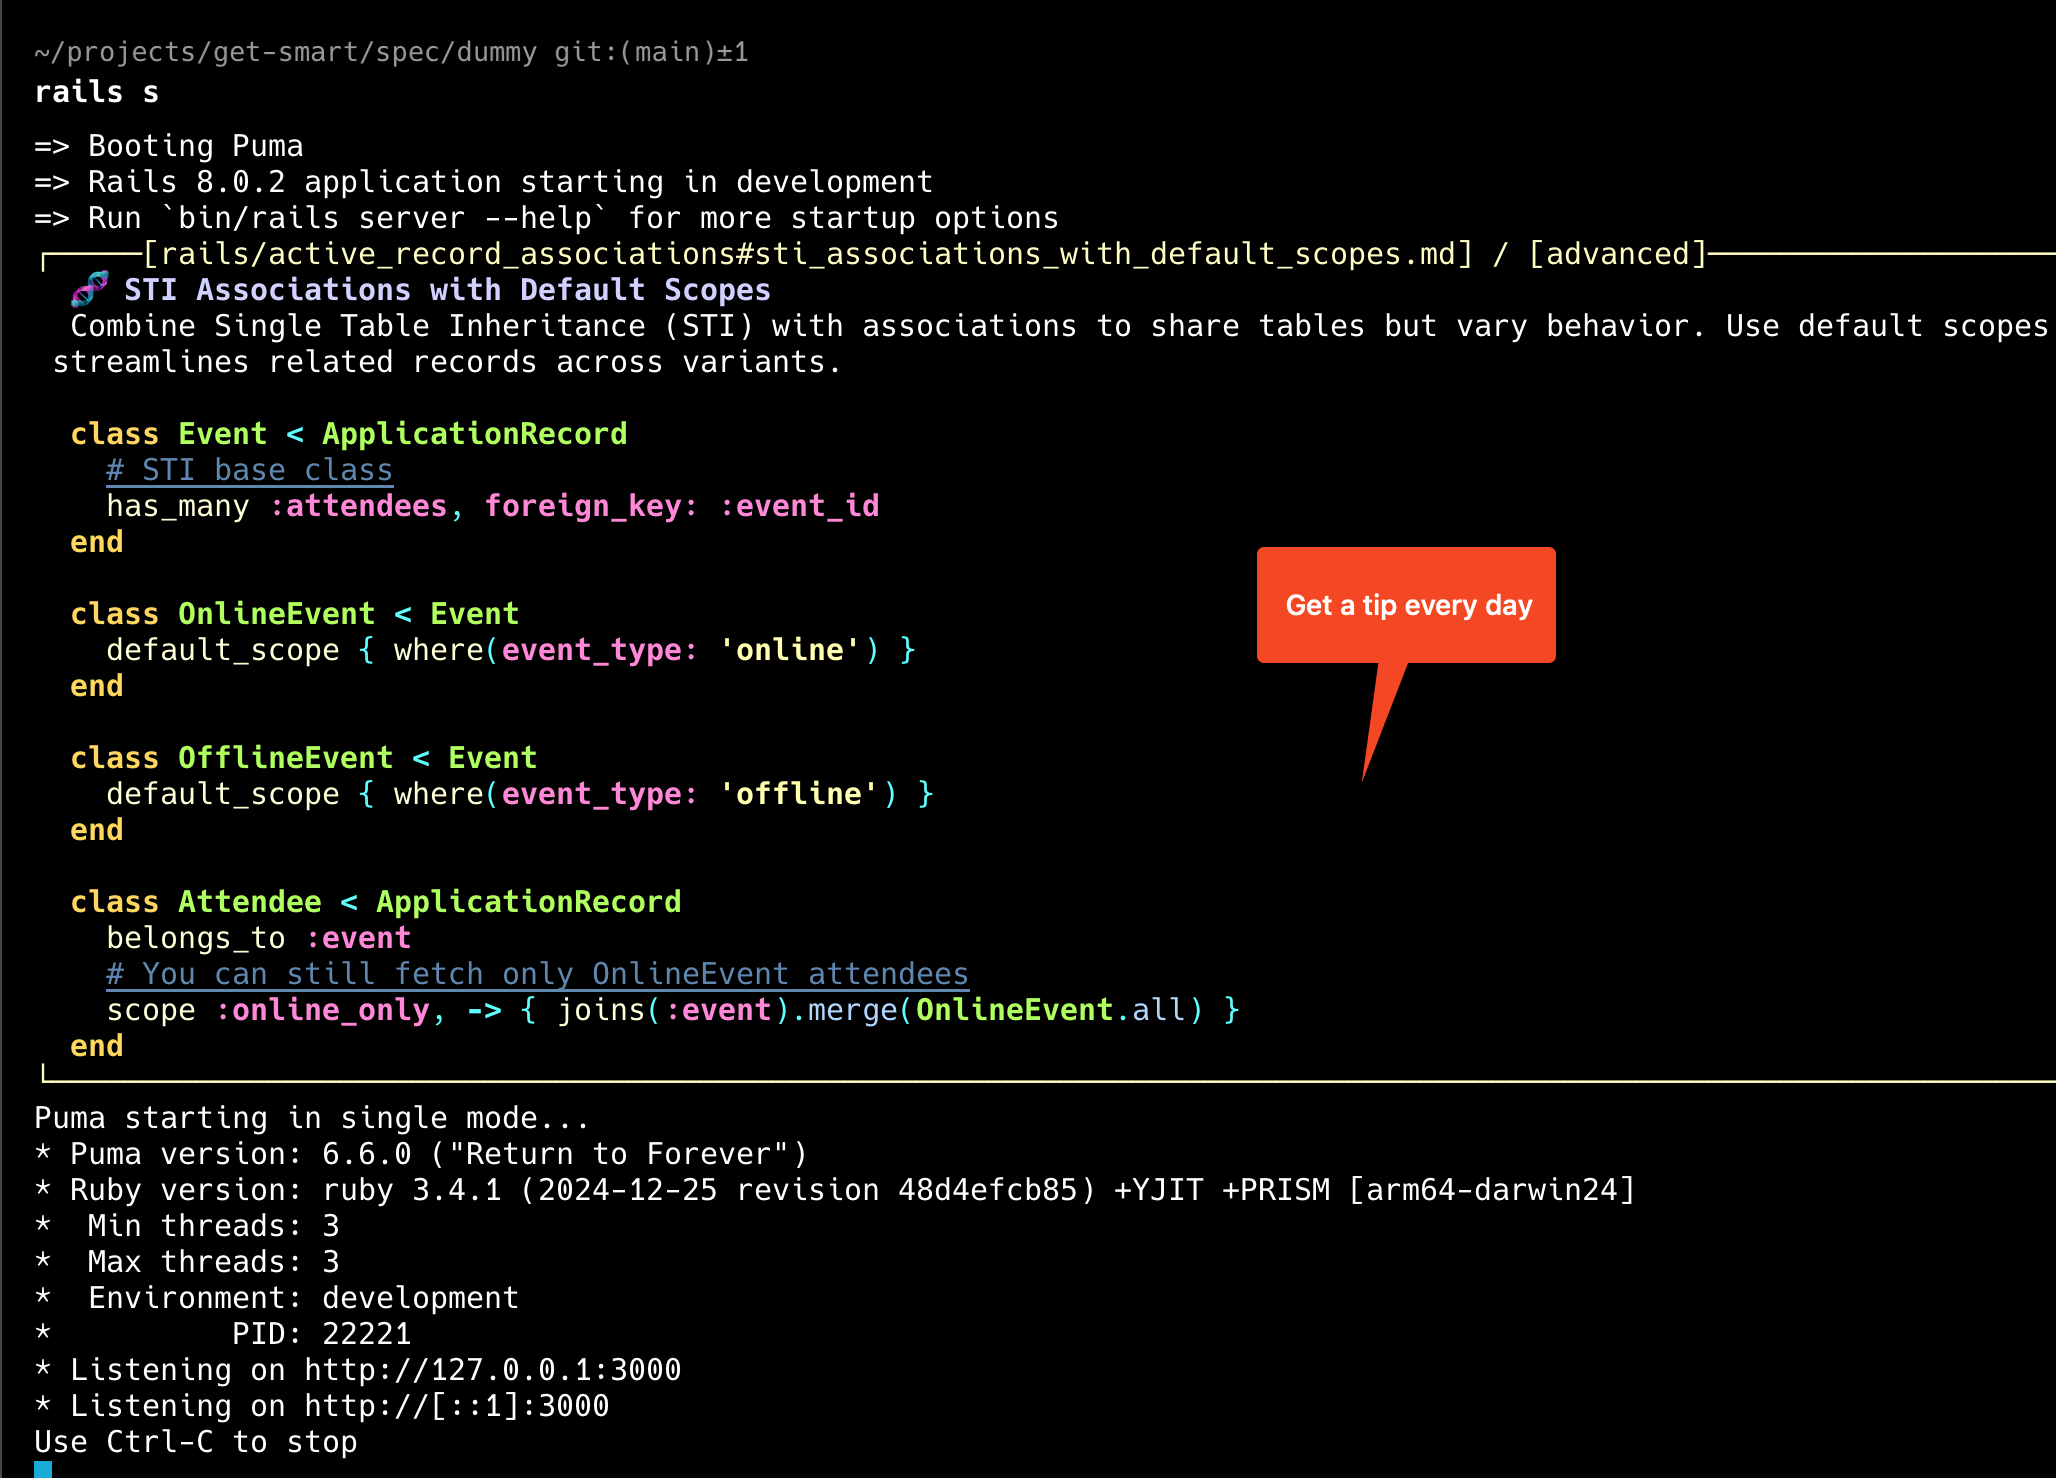 ~/projects/get-smart/spec/dummy git:(main)±1
rails s
=> Booting Puma
=> Rails 8.0.2 application starting in development
=> Run `bin/rails server --help` for more startup options
[rails/active_record_associations#sti_associations_with_default_scopes.md] / [advanced]
🧬 STI Associations with Default Scopes
Combine Single Table Inheritance (STI) with associations to share tables but vary behavior. Use default scopes
streamlines related records across variants.
class Event < ApplicationRecord
# STI base class
has_many :attendees, foreign_key: :event_id
end
class OnlineEvent < Event
default_scope { where(event_type: 'online') }
end
Get a tip every day
class OfflineEvent < Event
default_scope { where(event_type: 'offline') }
end
class Attendee < ApplicationRecord
belongs_to :event
# You can still fetch only OnlineEvent attendees
scope :online_only, -> { joins(:event).merge(OnlineEvent.all) }
end
Puma starting in single mode...
* Puma version: 6.6.0 ("Return to Forever")
* Ruby version: ruby 3.4.1 (2024-12-25 revision 48d4efcb85) +YJIT +PRISM [arm64-darwin24]
*  Min threads: 3
*  Max threads: 3
*  Environment: development
*          PID: 22221
* Listening on http://127.0.0.1:3000
* Listening on http://[::1]:3000
Use Ctrl-C to stop